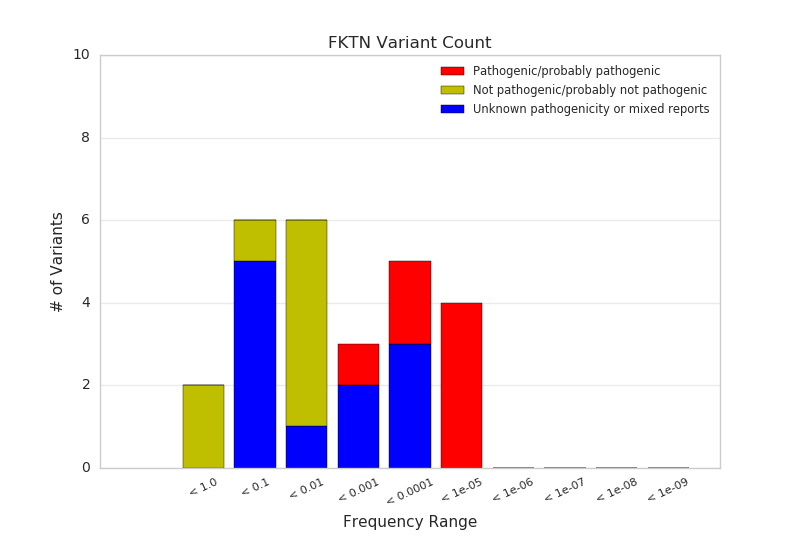 FKTN Variant Count
Pathogenic/probably pathogenic
Not pathogenic/probably not pathogenic
Unknown pathogenicity or mixed reports
# of Variants
10
8
6
4
2
0
< 1.0
< 0.1
< 0.01
< 0.001
< 0.0001
< 1e-05
< 1e-06
< 1e-07
< 1e-08
< 1e-09
Frequency Range